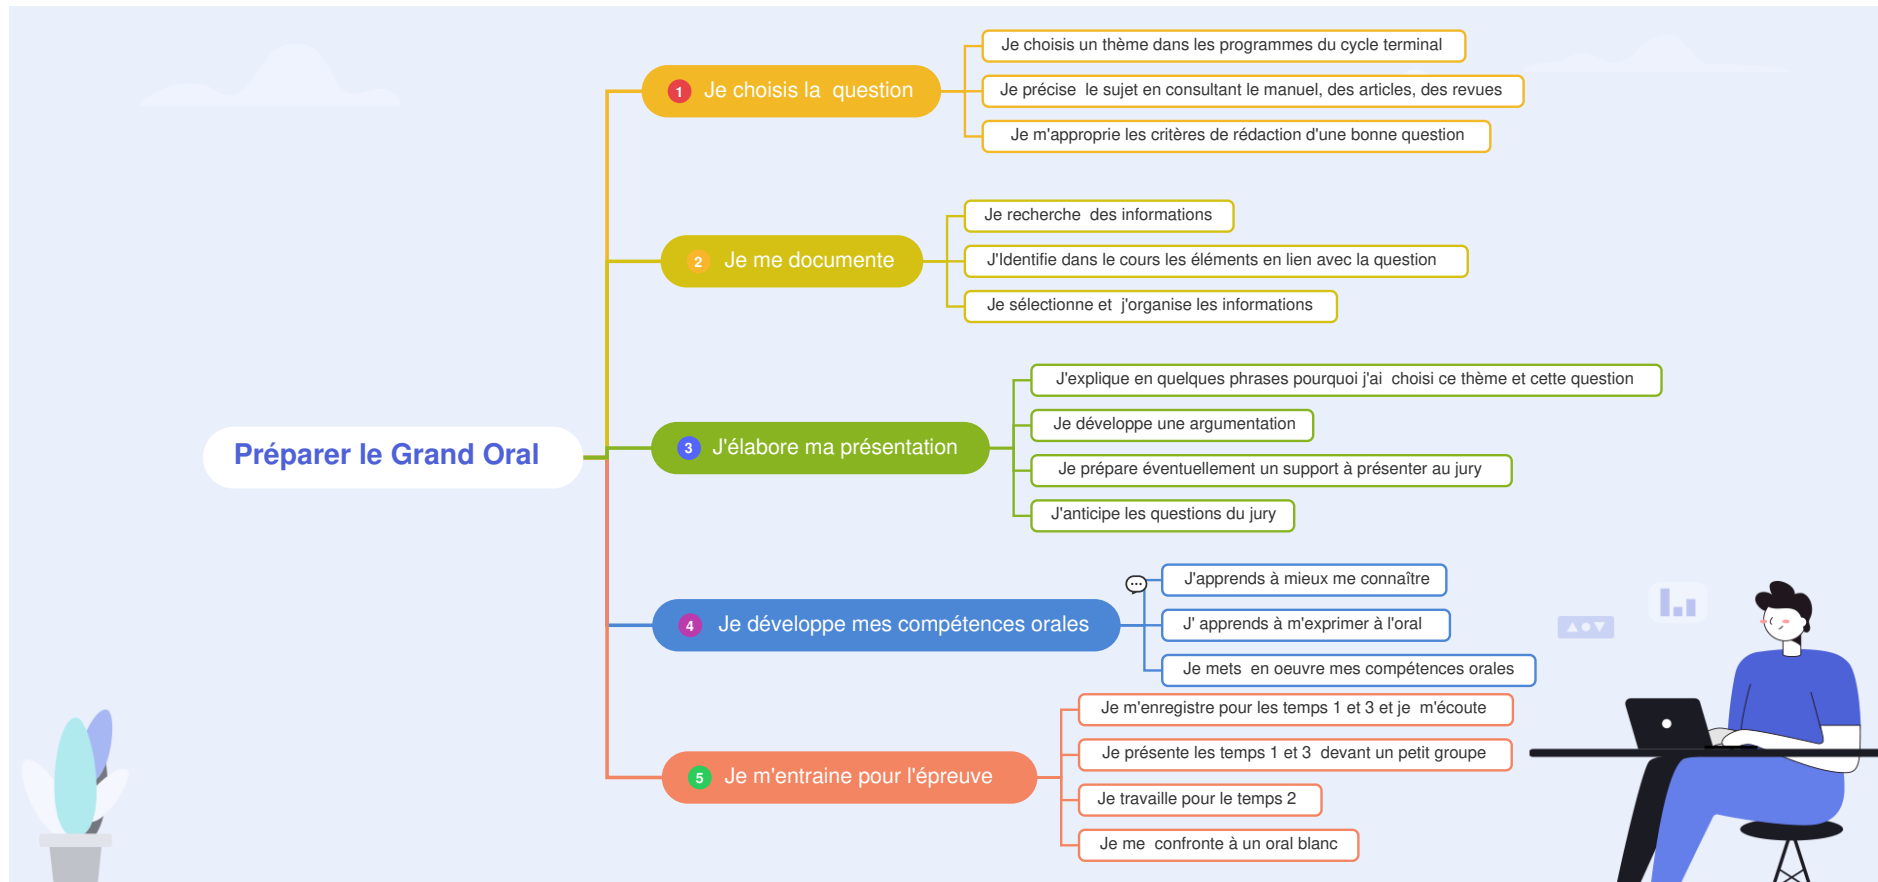 Préparer le Grand Oral
1 Je choisis la question
Je choisis un thème dans les programmes du cycle terminal
Je précise le sujet en consultant le manuel, des articles, des revues
Je m'approprie les critères de rédaction d'une bonne question
2 Je me documente
Je recherche des informations
J'Identifie dans le cours les éléments en lien avec la question
Je sélectionne et j'organise les informations
3 J'élabore ma présentation
J'explique en quelques phrases pourquoi j'ai choisi ce thème et cette question
Je développe une argumentation
Je prépare éventuellement un support à présenter au jury
J'anticipe les questions du jury
4 Je développe mes compétences orales
J'apprends à mieux me connaître
J' apprends à m'exprimer à l'oral
Je mets en oeuvre mes compétences orales
5 Je m'entraine pour l'épreuve
Je m'enregistre pour les temps 1 et 3 et je m'écoute
Je présente les temps 1 et 3 devant un petit groupe
Je travaille pour le temps 2
Je me confronte à un oral blanc